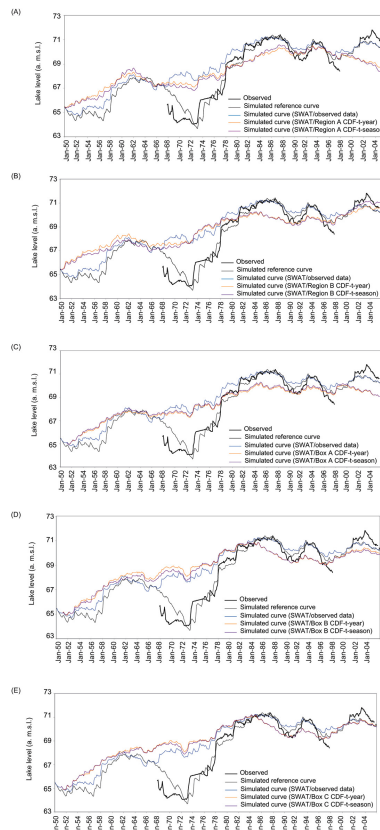 (A)
73
71
69
67
65
63
Lake level (a. m.s.l.)
Observed
Simulated reference curve
Simulated curve (SWAT/observed data)
Simulated curve (SWAT/Region A CDF-t-year)
Simulated curve (SWAT/Region A CDF-t-seaso
Jan-50 Jan-52 Jan-54 Jan-56 Jan-58 Jan-60 Jan-62 Jan-64 Jan-66 Jan-68 Jan-70 Jan-72 Jan-74 Jan-76 Jan-78 Jan-80 Jan-82 Jan-84 Jan-86 Jan-88 Jan-90 Jan-92 Jan-94 Jan-96 Jan-98 Jan-00 Jan-02 Jan-04
(B)
73
71
69
67
65
63
Lake level (a. m.s.l.)
Observed
Simulated reference curve
Simulated curve (SWAT/observed data)
Simulated curve (SWAT/Region B CDF-t-year)
Simulated curve (SWAT/Region B CDF-t-season)
Jan-50 Jan-52 Jan-54 Jan-56 Jan-58 Jan-60 Jan-62 Jan-64 Jan-66 Jan-68 Jan-70 Jan-72 Jan-74 Jan-76 Jan-78 Jan-80 Jan-82 Jan-84 Jan-86 Jan-88 Jan-90 Jan-92 Jan-94 Jan-96 Jan-98 Jan-00 Jan-02 Jan-04
(C)
73
71
69
67
65
63
Lake level (a. m.s.l.)
Observed
Simulated reference curve
Simulated curve (SWAT/observed data)
Simulated curve (SWAT/Box A CDF-t-year)
Simulated curve (SWAT/Box A CDF-t-season)
Jan-50 Jan-52 Jan-54 Jan-56 Jan-58 Jan-60 Jan-62 Jan-64 Jan-66 Jan-68 Jan-70 Jan-72 Jan-74 Jan-76 Jan-78 Jan-80 Jan-82 Jan-84 Jan-86 Jan-88 Jan-90 Jan-92 Jan-94 Jan-96 Jan-98 Jan-00 Jan-02 Jan-04
(D)
73
71
69
67
65
63
Lake level (a. m.s.l.)
Observed
Simulated reference curve
Simulated curve (SWAT/observed data)
Simulated curve (SWAT/Box B CDF-t-year)
Simulated curve (SWAT/Box B CDF-t-season)
Jan-50 Jan-52 Jan-54 Jan-56 Jan-58 Jan-60 Jan-62 Jan-64 Jan-66 Jan-68 Jan-70 Jan-72 Jan-74 Jan-76 Jan-78 Jan-80 Jan-82 Jan-84 Jan-86 Jan-88 Jan-90 Jan-92 Jan-94 Jan-96 Jan-98 Jan-00 Jan-02 Jan-04
(E)
73
71
69
67
65
63
Lake level (a. m.s.l.)
Observed
Simulated reference curve
Simulated curve (SWAT/observed data)
Simulated curve (SWAT/Box C CDF-t-year)
Simulated curve (SWAT/Box C CDF-t-season)
n-50 n-52 n-54 n-56 n-58 n-60 n-62 n-64 n-66 n-68 n-70 n-72 n-74 n-76 n-78 n-80 n-82 n-84 n-86 n-88 n-90 n-92 n-94 n-96 n-98 n-00 n-02 n-04